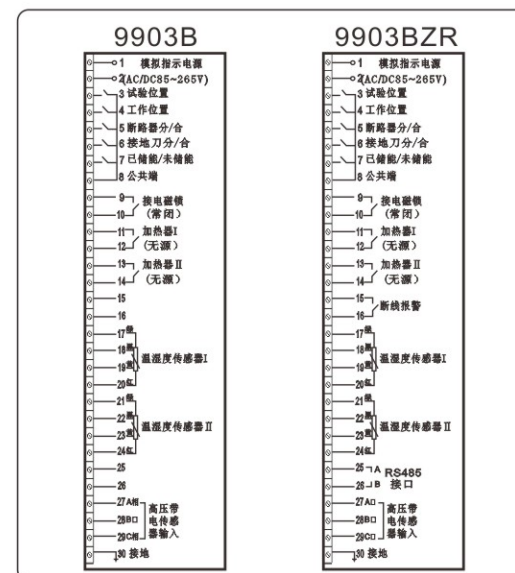 9903B
1 模拟指示电源
2(AC/DC85~265V)
3 试验位置
4 工作位置
5 断路器分/合
6 接地刀分/合
7 已储能/未储能
8 公共端
9 接电磁锁
10 (常闭)
11 加热器I
12 (无源)
13 加热器II
14 (无源)
15
16
17
18
19
20 红
温湿度传感器I
21
22
23
24 红
温湿度传感器II
25
26
27 A相
28 B□
29 C相
高压带
电传感
器输入
30 接地
9903BZR
1 模拟指示电源
2(AC/DC85~265V)
3 试验位置
4 工作位置
5 断路器分/合
6 接地刀分/合
7 已储能/未储能
8 公共端
9 接电磁锁
10 (常闭)
11 加热器I
12 (无源)
13 加热器II
14 (无源)
15
16
断线报警
17
18
19
20 红
温湿度传感器I
21
22
23
24 红
温湿度传感器II
25 A RS485
26 B 接口
27 A□
28 B□
29 C□
高压带
电传感
器输入
30 接地